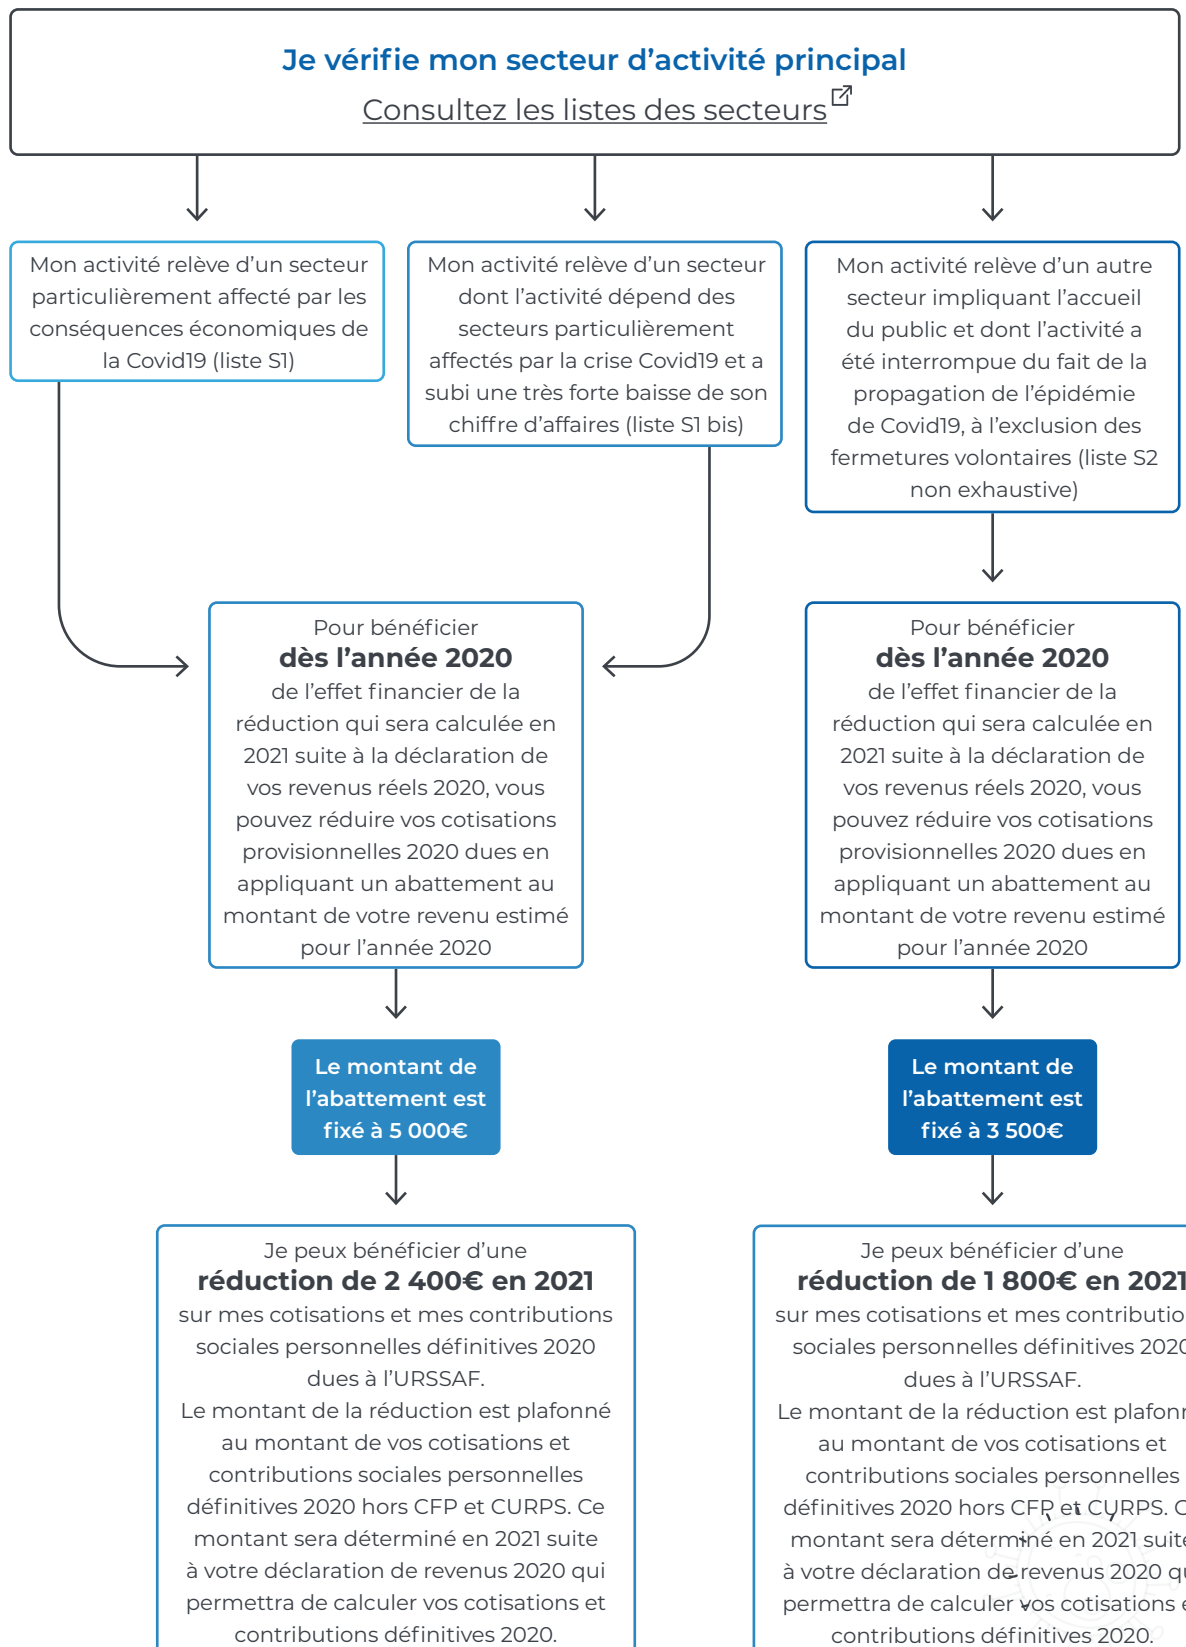 Je vérifie mon secteur d’activité principal
Consultez les listes des secteurs
Mon activité relève d’un secteur
particulièrement affecté par les
conséquences économiques de
la Covid19 (liste S1)
Mon activité relève d’un secteur
dont l’activité dépend des
secteurs particulièrement
affectés par la crise Covid19 et a
subi une très forte baisse de son
chiffre d’affaires (liste S1 bis)
Mon activité relève d’un autre
secteur impliquant l’accueil
du public et dont l’activité a
été interrompue du fait de la
propagation de l’épidémie
de Covid19, à l’exclusion des
fermetures volontaires (liste S2
non exhaustive)
Pour bénéficier
dès l’année 2020
de l’effet financier de la
réduction qui sera calculée en
2021 suite à la déclaration de
vos revenus réels 2020, vous
pouvez réduire vos cotisations
provisionnelles 2020 dues en
appliquant un abattement au
montant de votre revenu estimé
pour l’année 2020
Pour bénéficier
dès l’année 2020
de l’effet financier de la
réduction qui sera calculée en
2021 suite à la déclaration de
vos revenus réels 2020, vous
pouvez réduire vos cotisations
provisionnelles 2020 dues en
appliquant un abattement au
montant de votre revenu estimé
pour l’année 2020
Le montant de
l’abattement est
fixé à 5 000€
Le montant de
l’abattement est
fixé à 3 500€
Je peux bénéficier d’une
réduction de 2 400€ en 2021
sur mes cotisations et mes contributions
sociales personnelles définitives 2020
dues à l’URSSAF.
Le montant de la réduction est plafonné
au montant de vos cotisations et
contributions sociales personnelles
définitives 2020 hors CFP et CURPS. Ce
montant sera déterminé en 2021 suite
à votre déclaration de revenus 2020 qui
permettra de calculer vos cotisations et
contributions définitives 2020.
Je peux bénéficier d’une
réduction de 1 800€ en 2021
sur mes cotisations et mes contributio
sociales personnelles définitives 2020
dues à l’URSSAF.
Le montant de la réduction est plafonn
au montant de vos cotisations et
contributions sociales personnelles
définitives 2020 hors CFP et CURPS. C
montant sera déterminé en 2021 suite
à votre déclaration de revenus 2020 qu
permettra de calculer vos cotisations e
contributions définitives 2020.